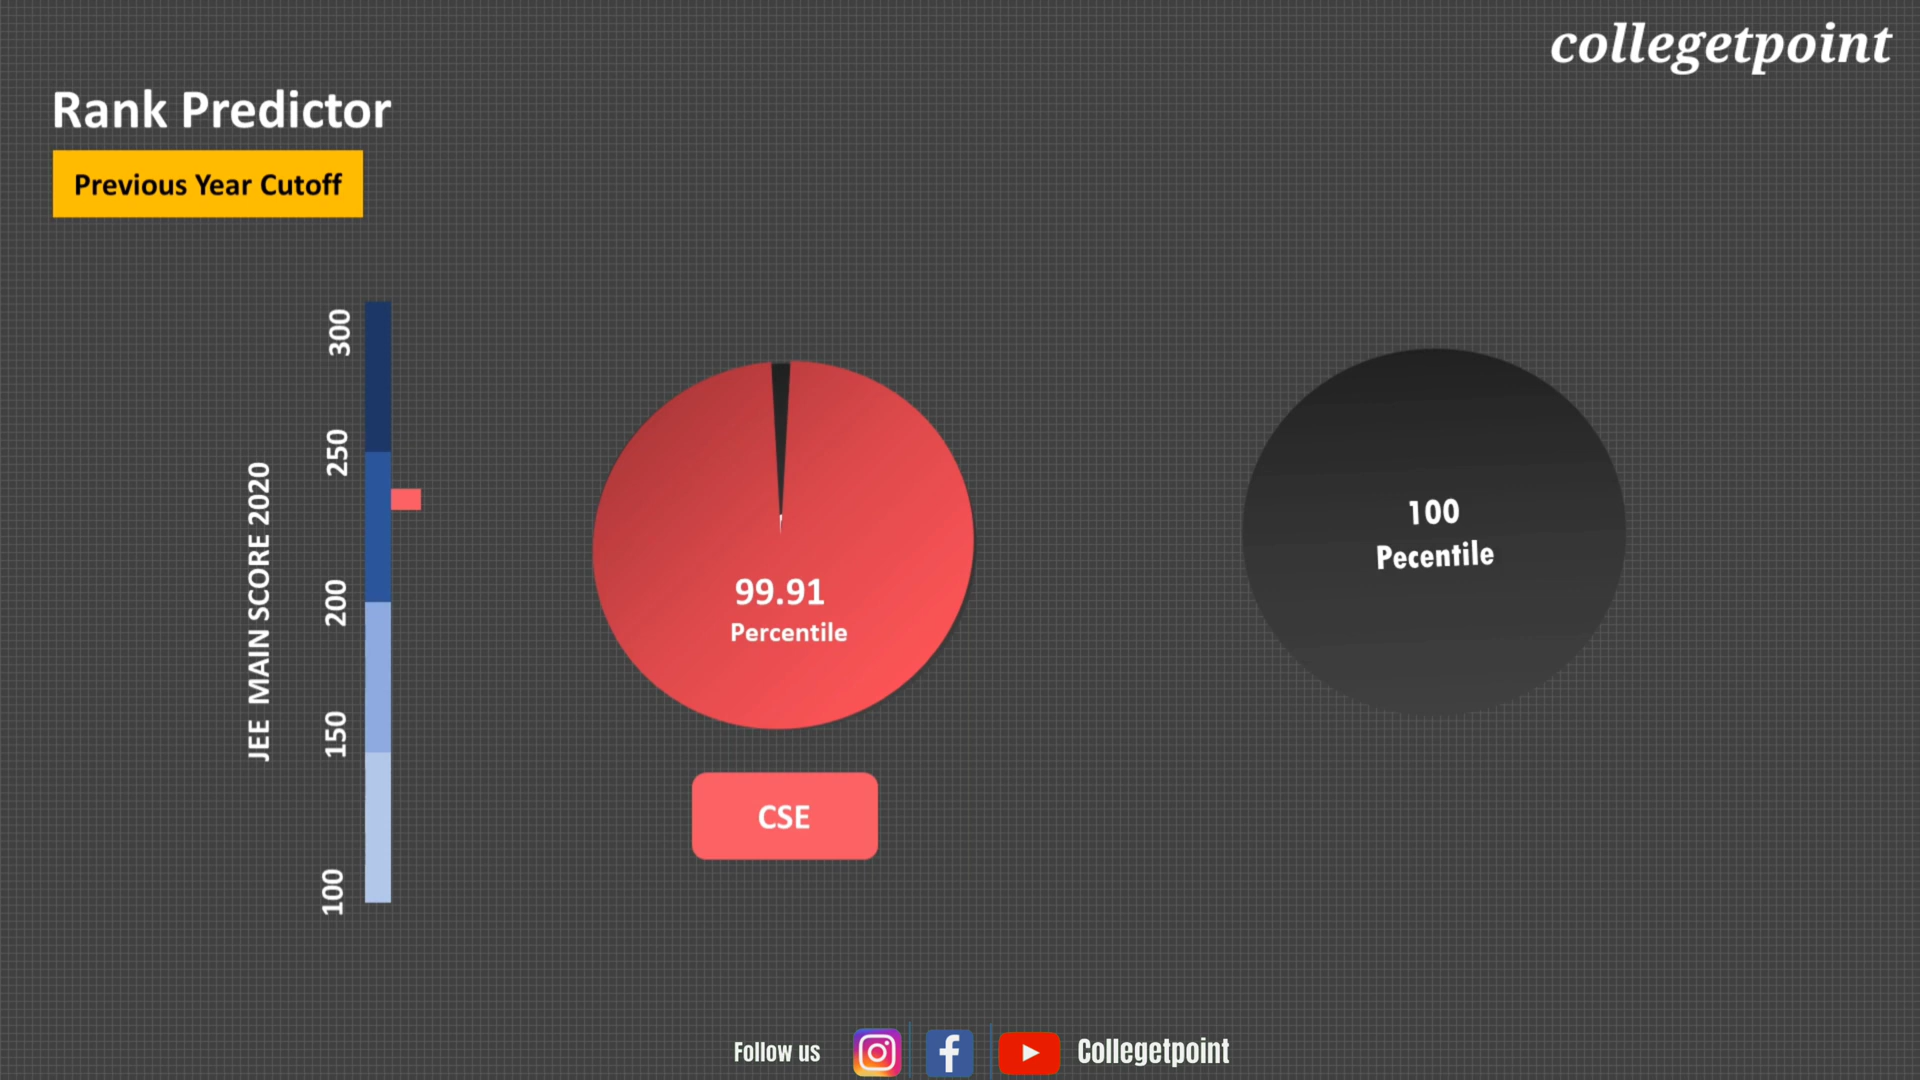 collegetpoint
Rank Predictor
Previous Year Cutoff
JEE MAIN SCORE 2020
300
250
200
150
100
99.91
Percentile
CSE
100
Pecentile
Follow us
Collegetpoint